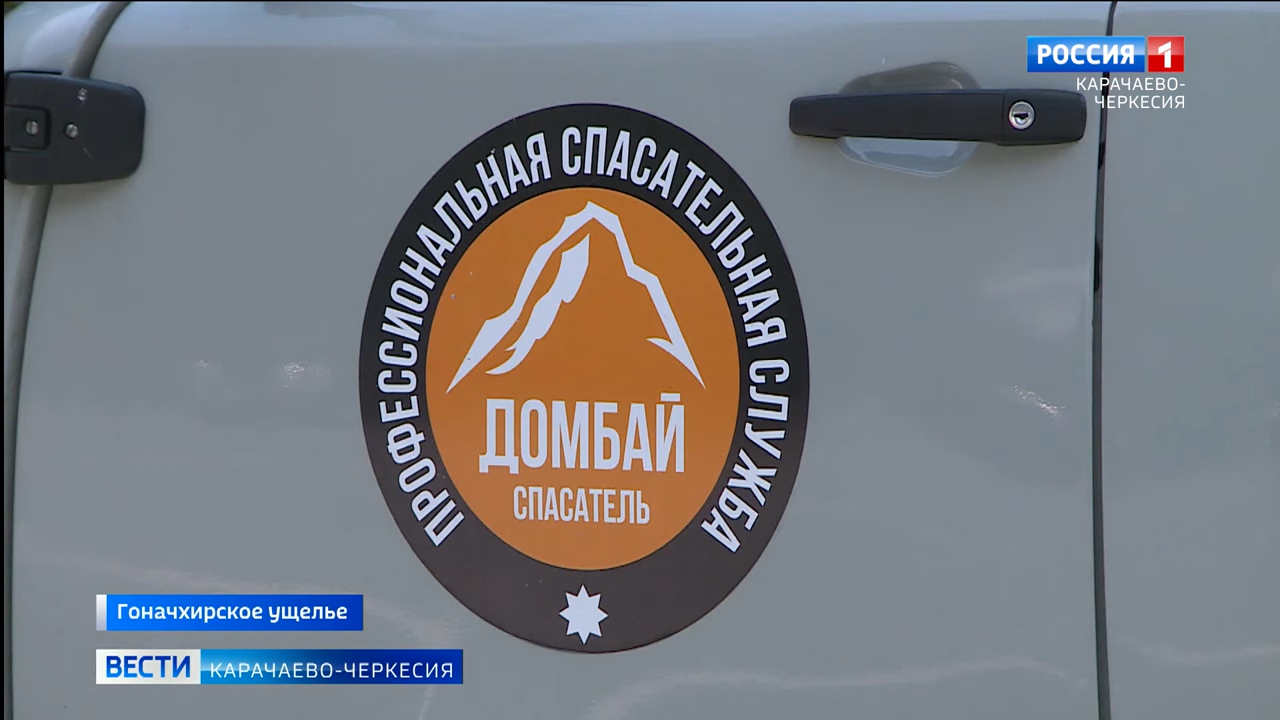 РОССИЯ 1
КАРАЧАЕВО-
ЧЕРКЕСИЯ
ПРОФЕССИОНАЛЬНАЯ СПАСАТЕЛЬНАЯ СЛУЖБА
ДОМБАЙ
СПАСАТЕЛЬ
Гоначхирское ущелье
ВЕСТИ КАРАЧАЕВО-ЧЕРКЕСИЯ